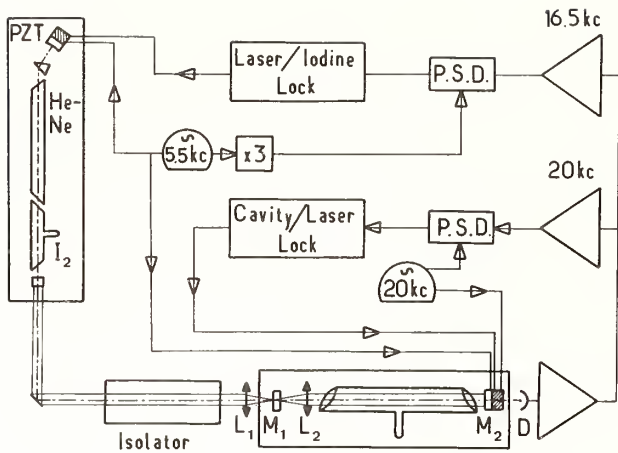 16.5kc
PZT
Laser/Iodine
Lock
P.S.D.
He-
Ne
~
5.5kc
x3
20kc
Cavity/Laser
Lock
P.S.D.
I2
~
20kc
Isolator
L1
M1
L2
M2
D